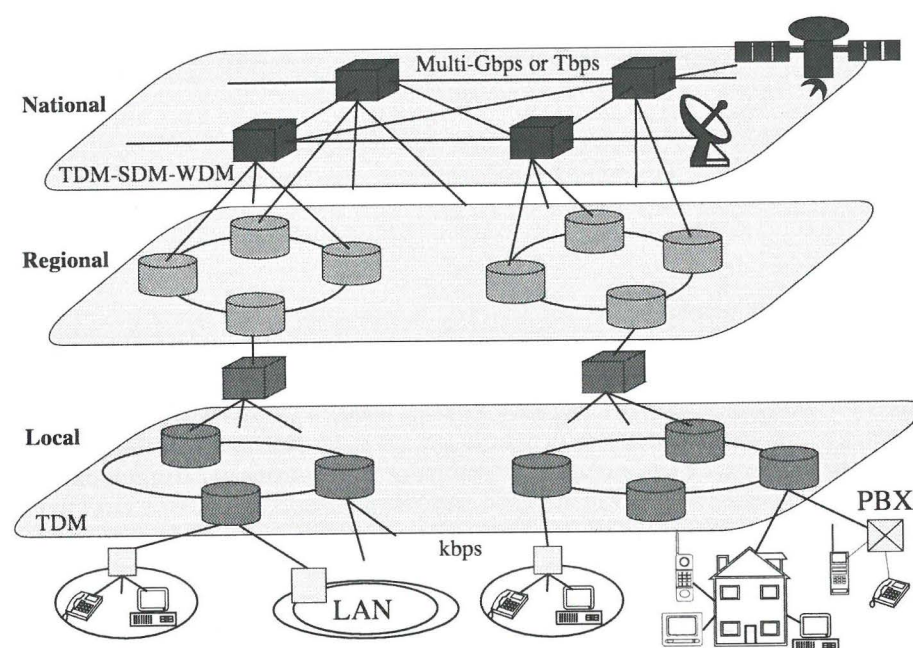 Multi-Gbps or Tbps
National
TDM-SDM-WDM
Regional
Local
TDM
kbps
PBX
LAN